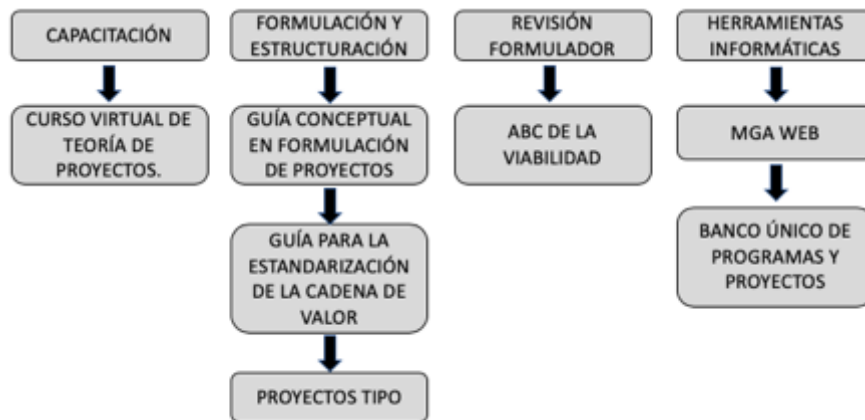 CAPACITACIÓN
CURSO VIRTUAL DE
TEORÍA DE
PROYECTOS.
FORMULACIÓN Y
ESTRUCTURACIÓN
GUÍA CONCEPTUAL
EN FORMULACIÓN
DE PROYECTOS
GUÍA PARA LA
ESTANDARIZACIÓN
DE LA CADENA DE
VALOR
PROYECTOS TIPO
REVISIÓN
FORMULADOR
ABC DE LA
VIABILIDAD
HERRAMIENTAS
INFORMÁTICAS
MGA WEB
BANCO ÚNICO DE
PROGRAMAS Y
PROYECTOS